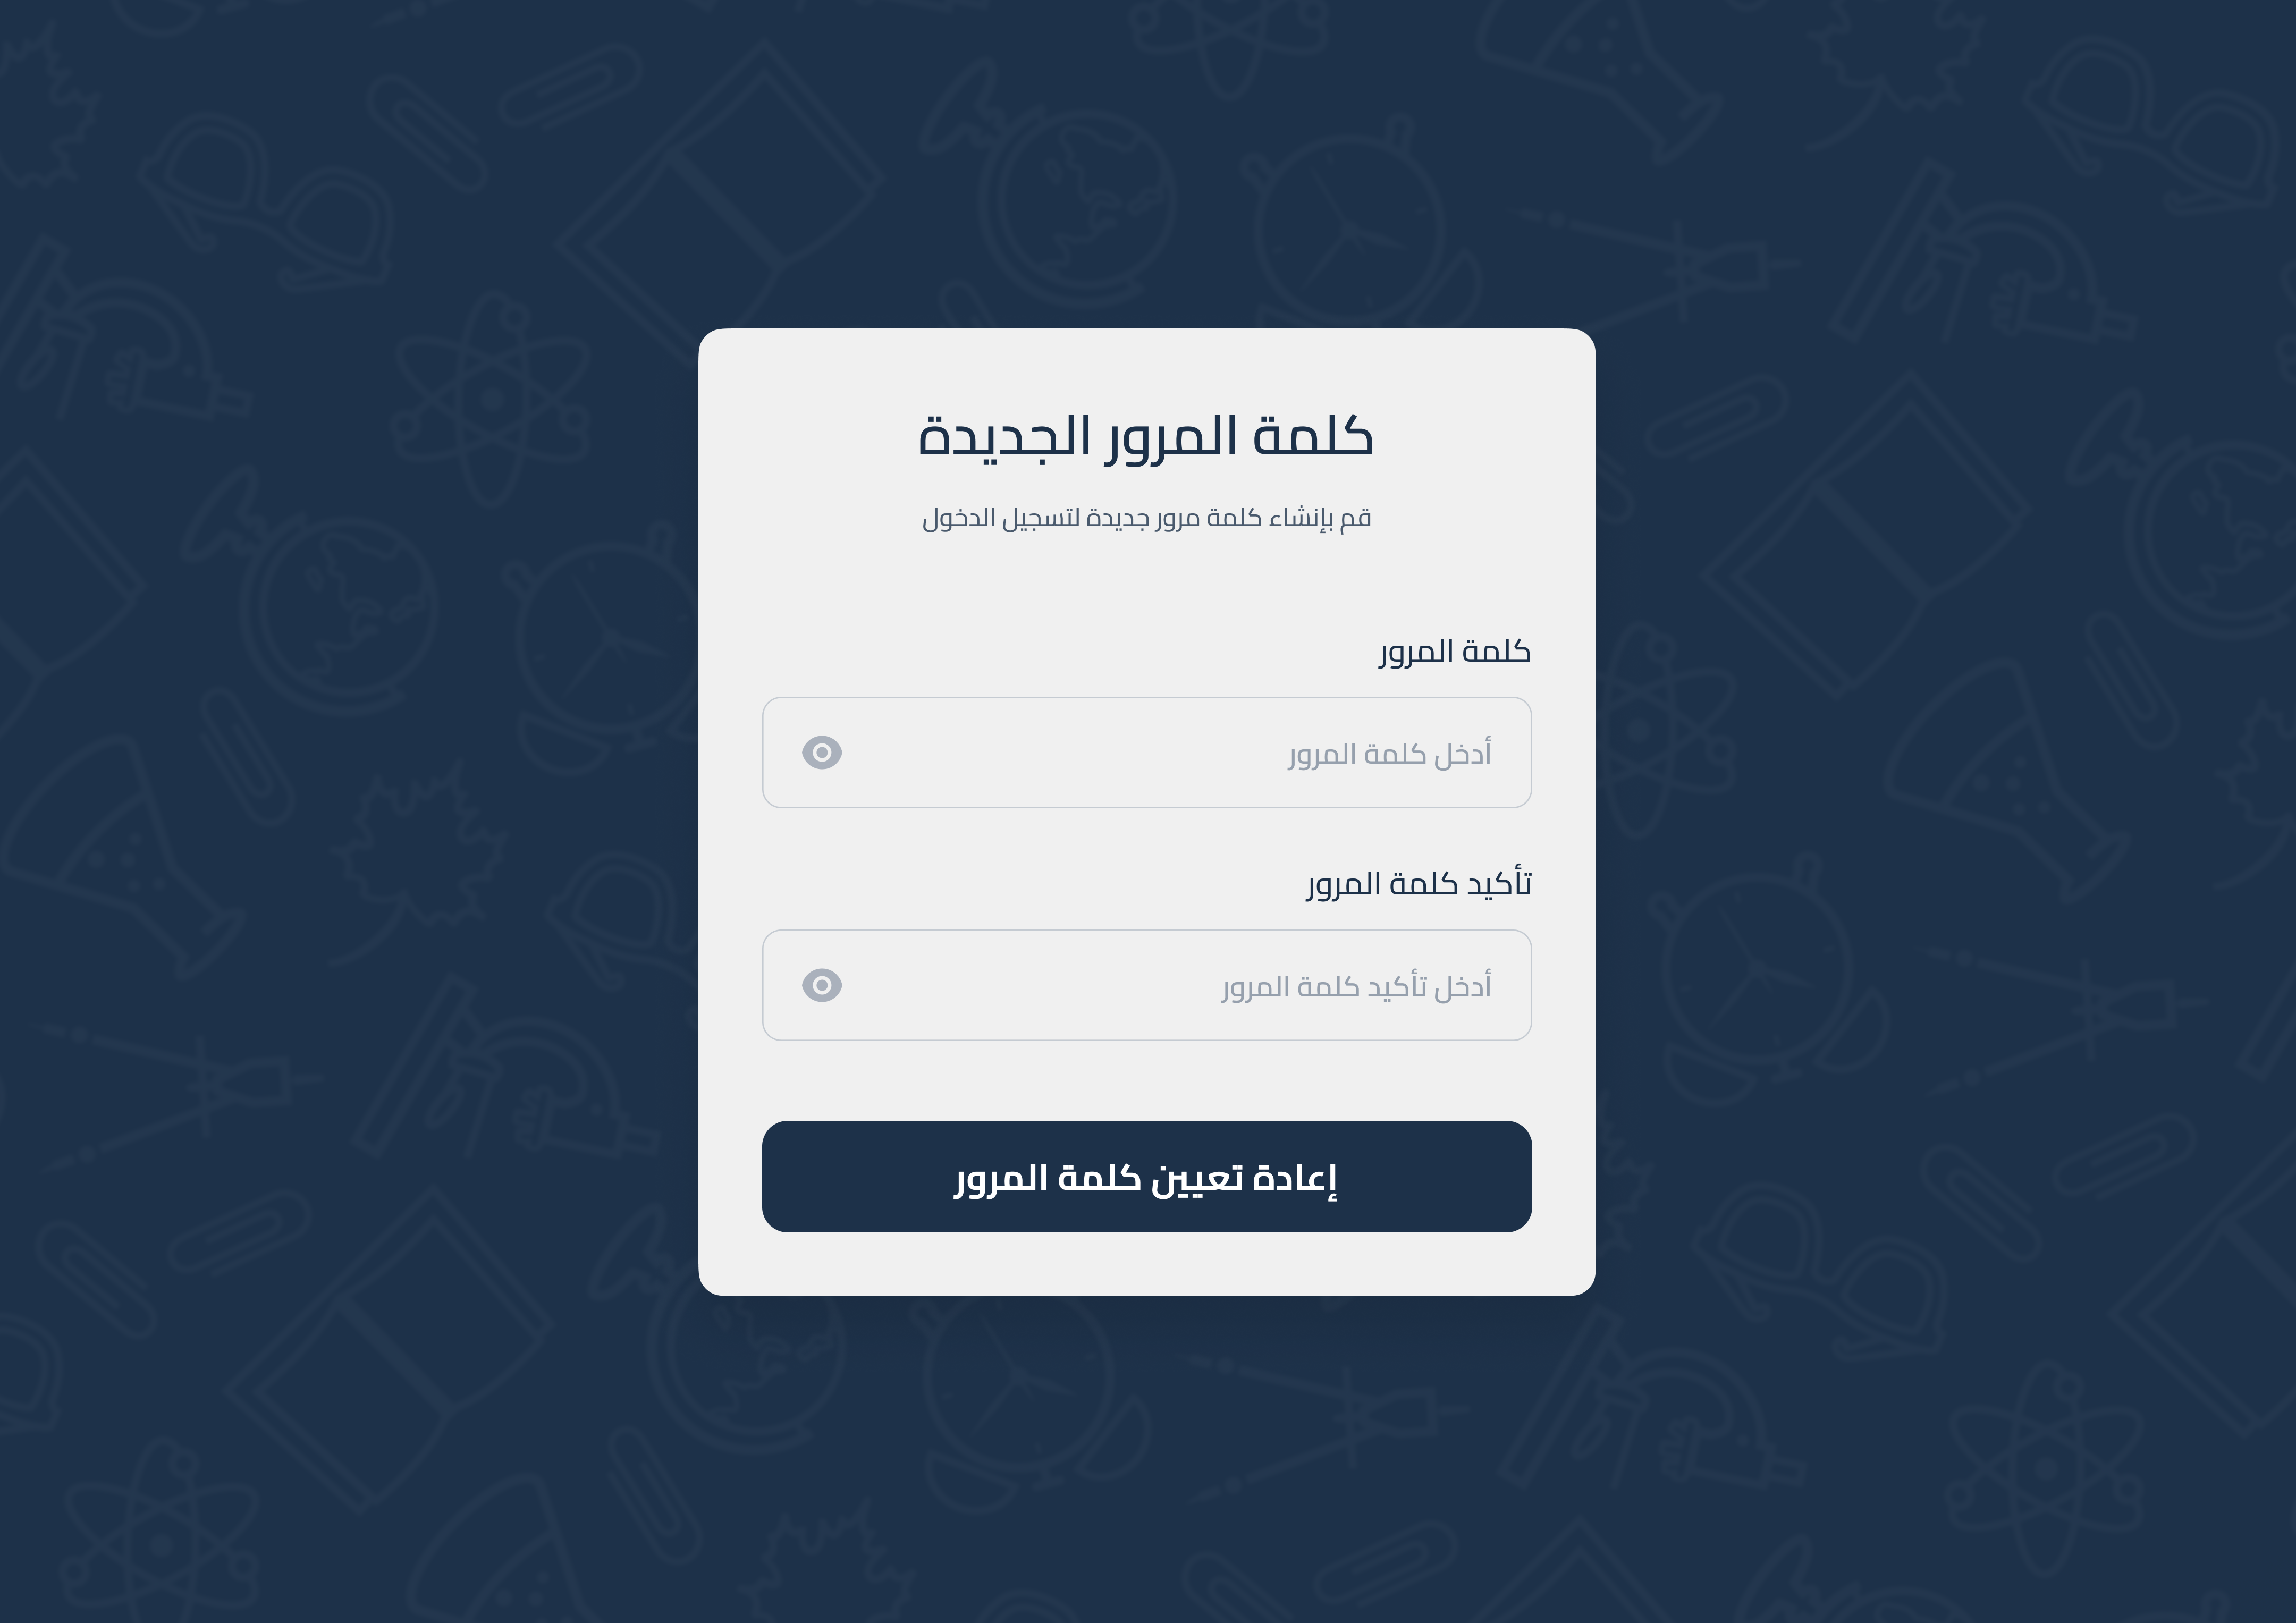 كلمة المرور الجديدة
قم بإنشاء كلمة مرور جديدة لتسجيل الدخول
كلمة المرور
أدخل كلمة المرور
تأكيد كلمة المرور
أدخل تأكيد كلمة المرور
إعادة تعيين كلمة المرور